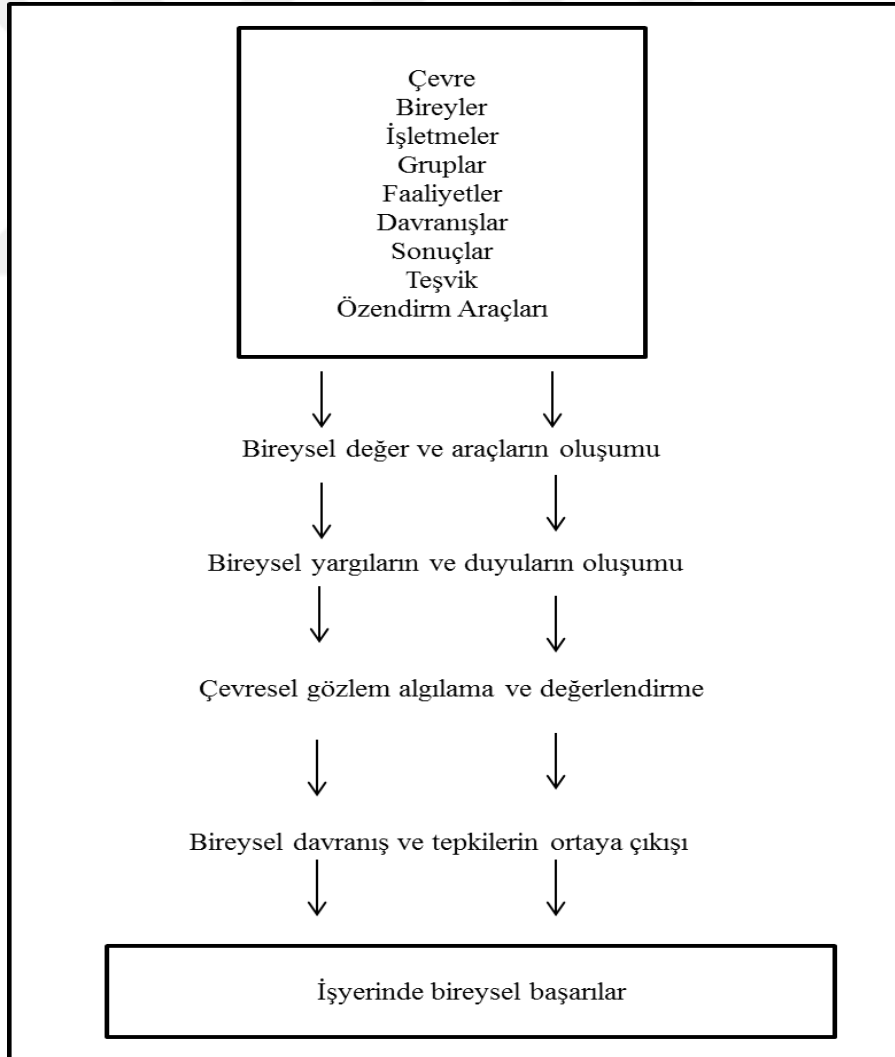 Çevre
Bireyler
İşletmeler
Gruplar
Faaliyetler
Davranışlar
Sonuçlar
Teşvik
Özendirm Araçları
Bireysel değer ve araçların oluşumu
Bireysel yargıların ve duyuların oluşumu
Çevresel gözlem algılama ve değerlendirme
Bireysel davranış ve tepkilerin ortaya çıkışı
İşyerinde bireysel başarılar